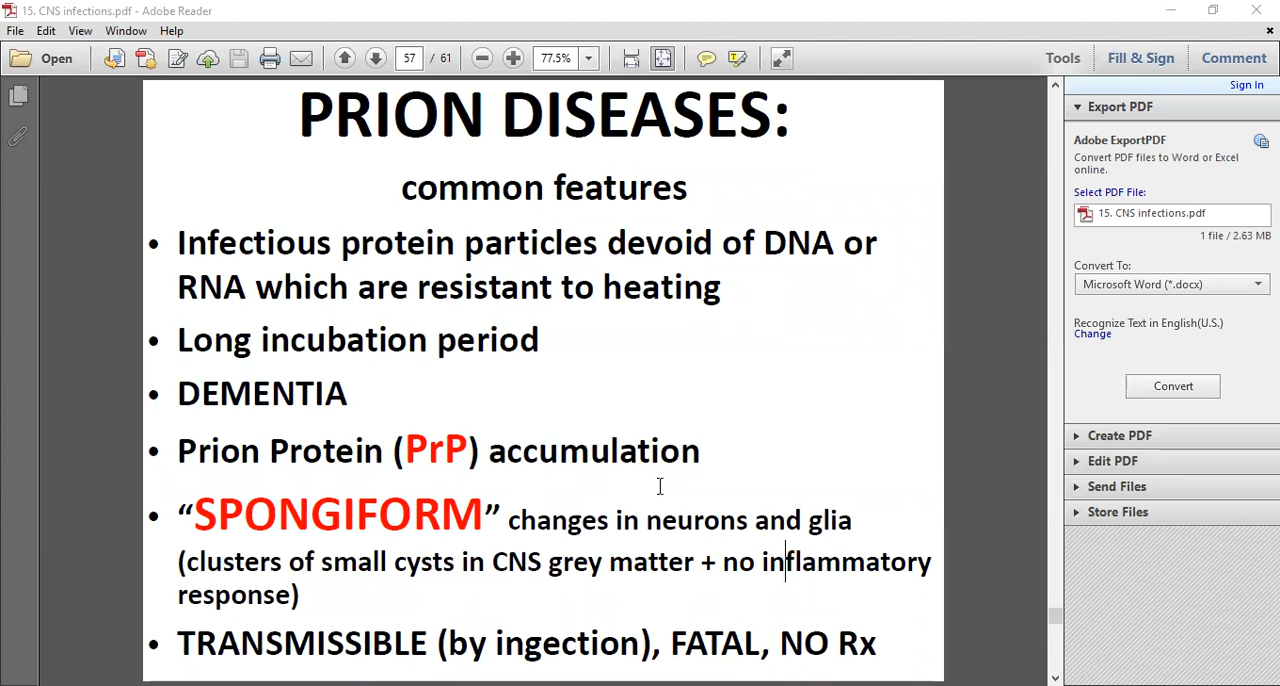 15. CNS infections.pdf - Adobe Reader
File Edit View Window Help
Open 57 / 61 77.5% Tools Fill & Sign Comment
PRION DISEASES:
common features
• Infectious protein particles devoid of DNA or
RNA which are resistant to heating
• Long incubation period
• DEMENTIA
• Prion Protein (PrP) accumulation
• “SPONGIFORM” changes in neurons and glia
(clusters of small cysts in CNS grey matter + no inflammatory
response)
• TRANSMISSIBLE (by ingection), FATAL, NO Rx
Sign In
Export PDF
Adobe ExportPDF
Convert PDF files to Word or Excel
online.
Select PDF File:
15. CNS infections.pdf
1 file / 2.63 MB
Convert To:
Microsoft Word (*.docx)
Recognize Text in English(U.S.)
Change
Convert
Create PDF
Edit PDF
Send Files
Store Files